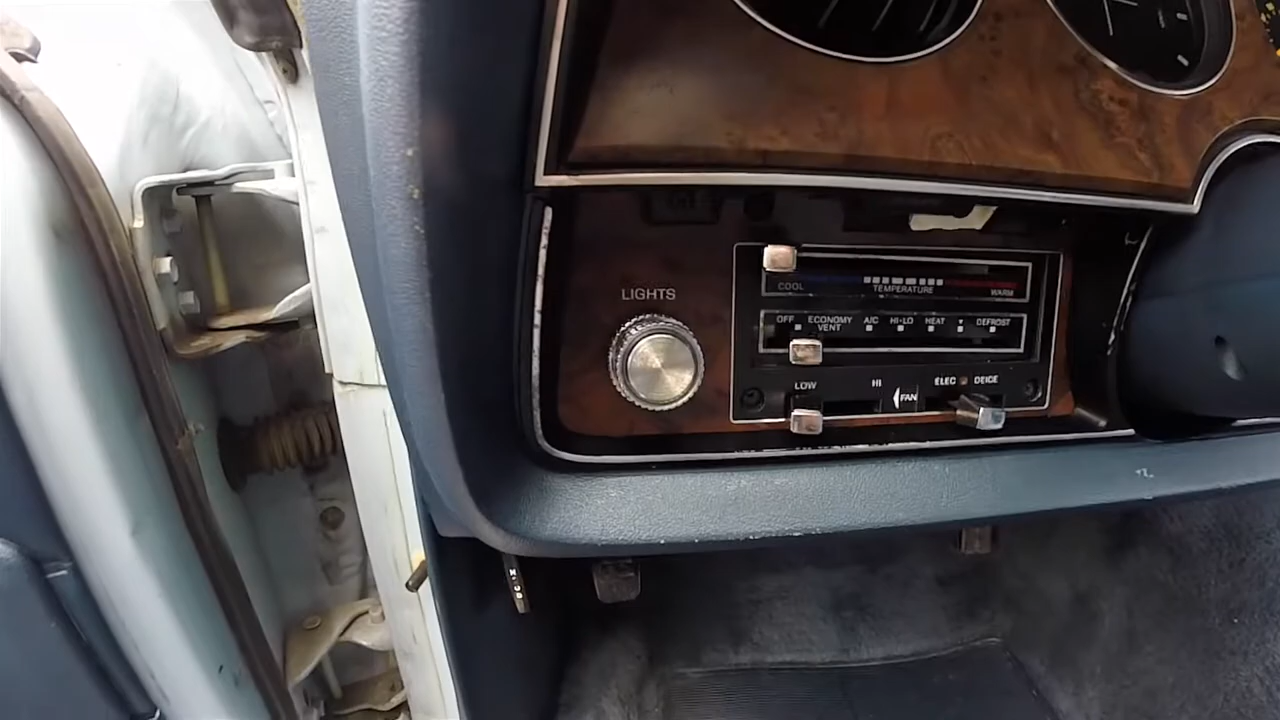 LIGHTS
COOL
TEMPERATURE
WARM
OFF ECONOMY VENT A/C HI-LO HEAT ▼ DEFROST
LOW HI FAN ELEC DEICE